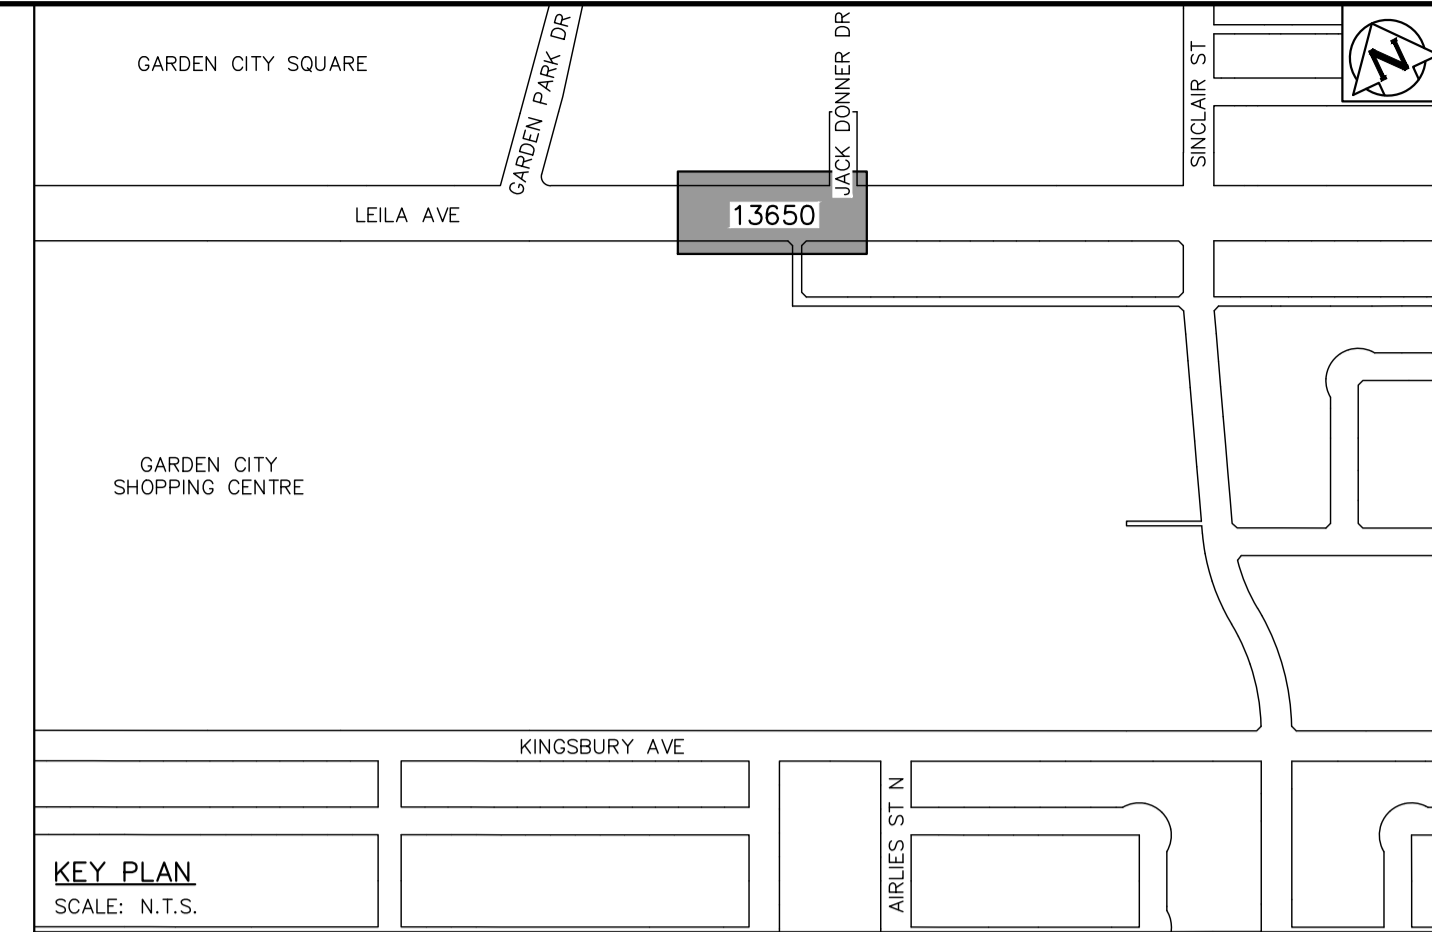 GARDEN CITY SQUARE
GARDEN PARK DR
JACK DONNER DR
SINCLAIR ST
N
LEILA AVE
13650
GARDEN CITY
SHOPPING CENTRE
KINGSBURY AVE
AIRLIES ST N
KEY PLAN
SCALE: N.T.S.